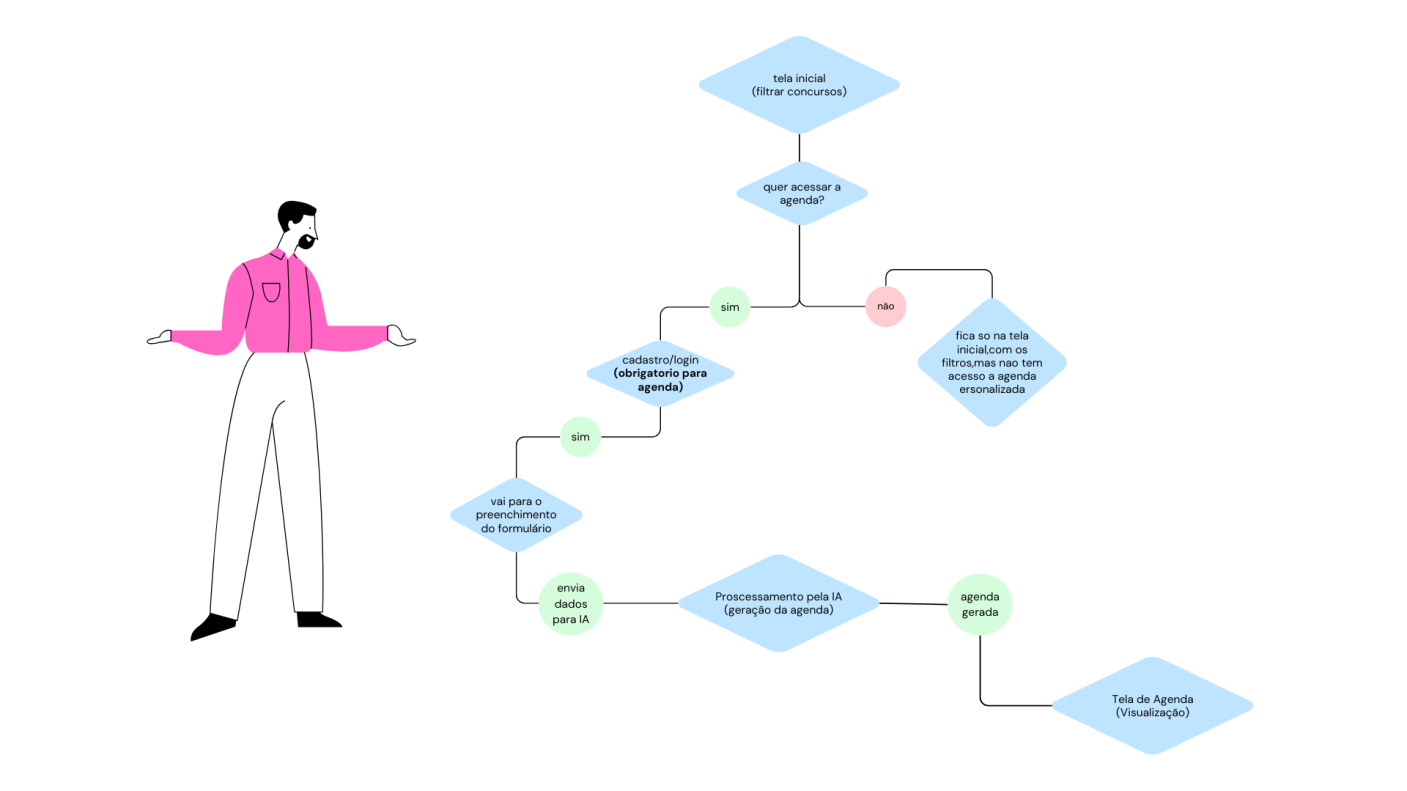 tela inicial
(filtrar concursos)
quer acessar a
agenda?
sim
não
cadastro/login
(obrigatorio para
agenda)
fica so na tela
inicial,com os
filtros,mas nao tem
acesso a agenda
ersonalizada
sim
vai para o
preenchimento
do formulário
envia
dados
para IA
Proscessamento pela IA
(geração da agenda)
agenda
gerada
Tela de Agenda
(Visualização)